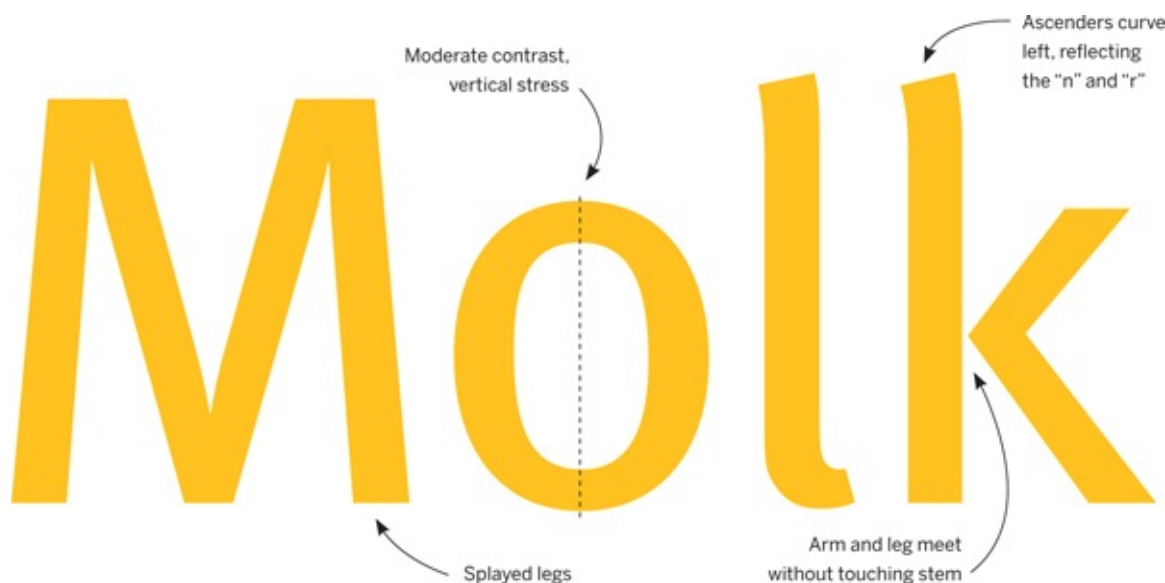 Ascenders curve
left, reflecting
the “n” and “r”
Moderate contrast,
vertical stress
Molk
Arm and leg meet
without touching stem
Splayed legs